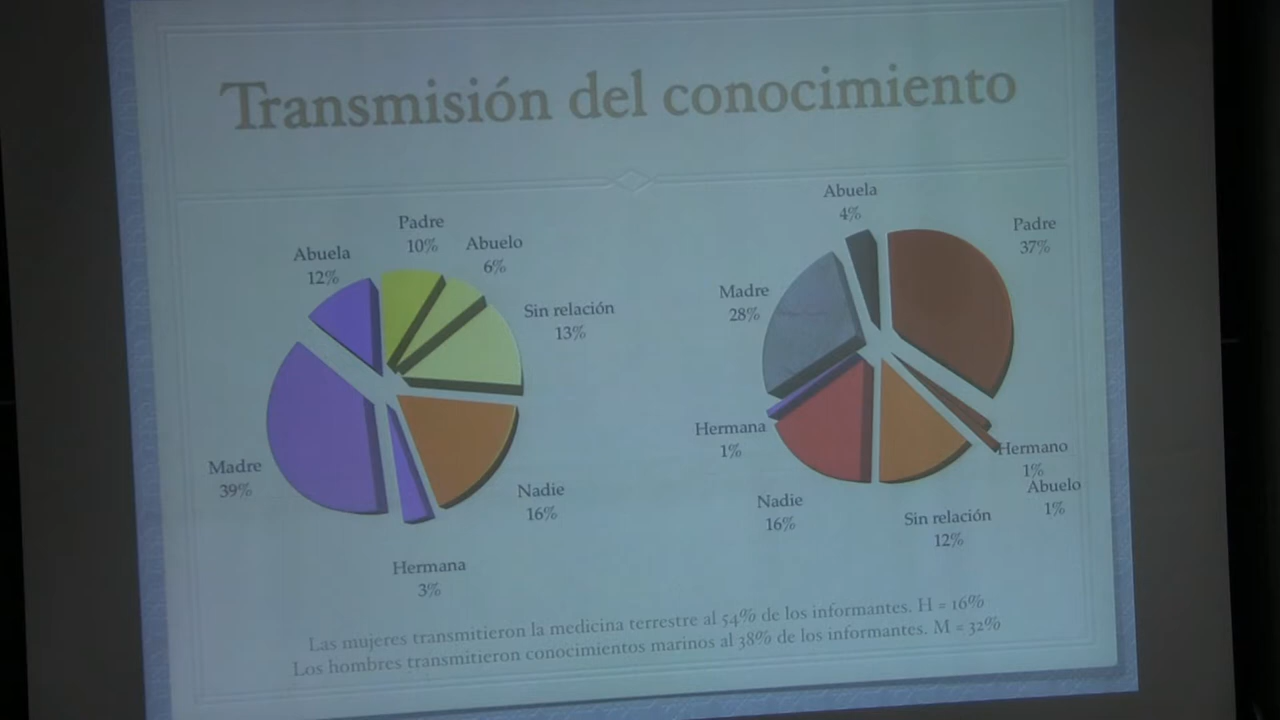 Transmisión del conocimiento
Padre
10%
Abuelo
6%
Abuela
12%
Sin relación
13%
Madre
39%
Nadie
16%
Hermana
3%
Abuela
4%
Padre
37%
Madre
28%
Hermana
1%
Hermano
1%
Abuelo
1%
Nadie
16%
Sin relación
12%
Las mujeres transmitieron la medicina terrestre al 54% de los informantes. H = 16%
Los hombres transmitieron conocimientos marinos al 38% de los informantes. M = 32%